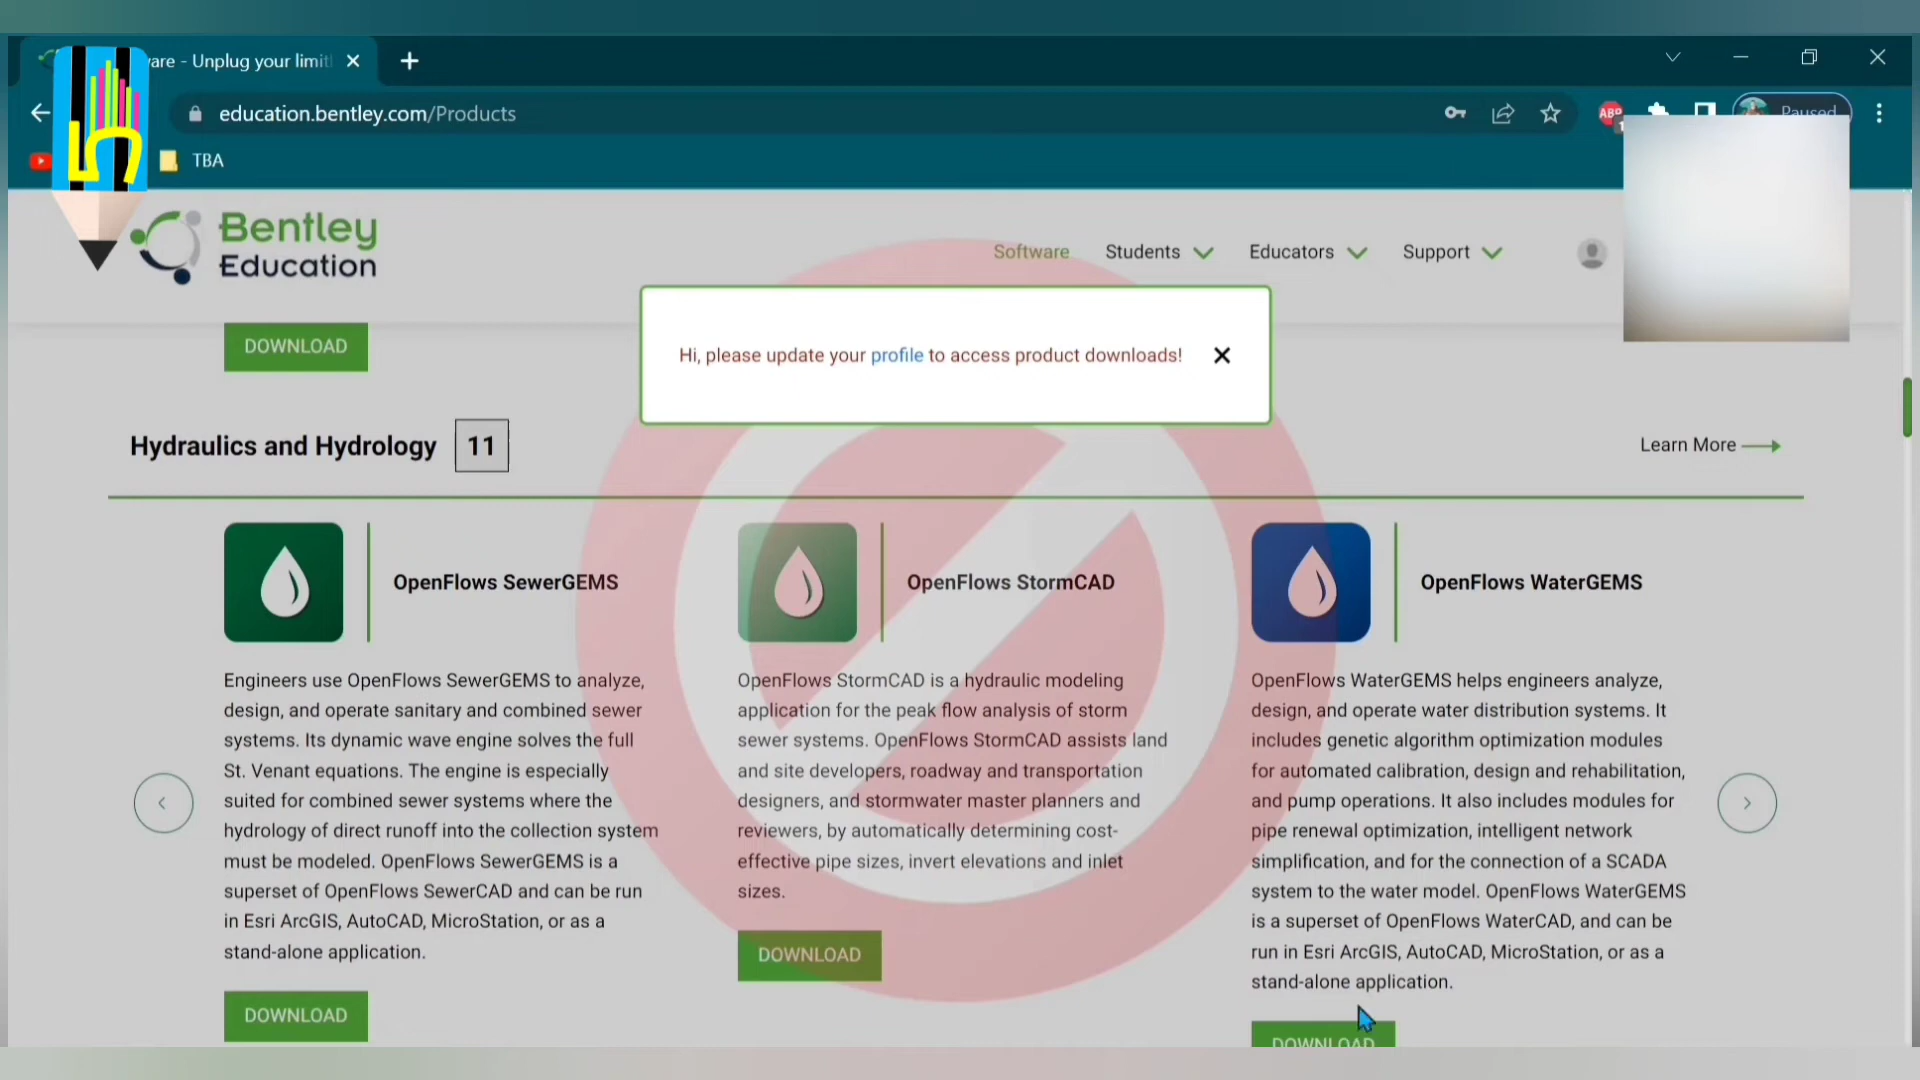 are - Unplug your limit
education.bentley.com/Products
ABP
Paused
TBA
Bentley
Education
Software
Students
Educators
Support
Hi, please update your profile to access product downloads!
DOWNLOAD
Hydraulics and Hydrology 11
Learn More
OpenFlows SewerGEMS
Engineers use OpenFlows SewerGEMS to analyze,
design, and operate sanitary and combined sewer
systems. Its dynamic wave engine solves the full
St. Venant equations. The engine is especially
suited for combined sewer systems where the
hydrology of direct runoff into the collection system
must be modeled. OpenFlows SewerGEMS is a
superset of OpenFlows SewerCAD and can be run
in Esri ArcGIS, AutoCAD, MicroStation, or as a
stand-alone application.
DOWNLOAD
OpenFlows StormCAD
OpenFlows StormCAD is a hydraulic modeling
application for the peak flow analysis of storm
sewer systems. OpenFlows StormCAD assists land
and site developers, roadway and transportation
designers, and stormwater master planners and
reviewers, by automatically determining cost-
effective pipe sizes, invert elevations and inlet
sizes.
DOWNLOAD
OpenFlows WaterGEMS
OpenFlows WaterGEMS helps engineers analyze,
design, and operate water distribution systems. It
includes genetic algorithm optimization modules
for automated calibration, design and rehabilitation,
and pump operations. It also includes modules for
pipe renewal optimization, intelligent network
simplification, and for the connection of a SCADA
system to the water model. OpenFlows WaterGEMS
is a superset of OpenFlows WaterCAD, and can be
run in Esri ArcGIS, AutoCAD, MicroStation, or as a
stand-alone application.
DOWNLOAD